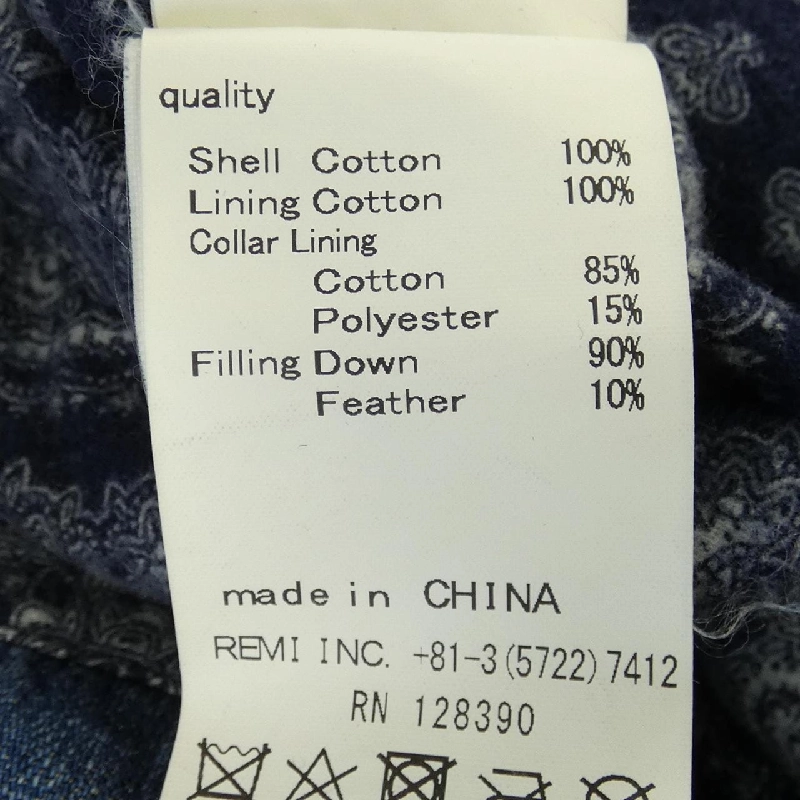 quality
Shell Cotton 100%
Lining Cotton 100%
Collar Lining
Cotton 85%
Polyester 15%
Filling Down 90%
Feather 10%
made in CHINA
REMI INC. +81-3(5722)7412
RN 128390